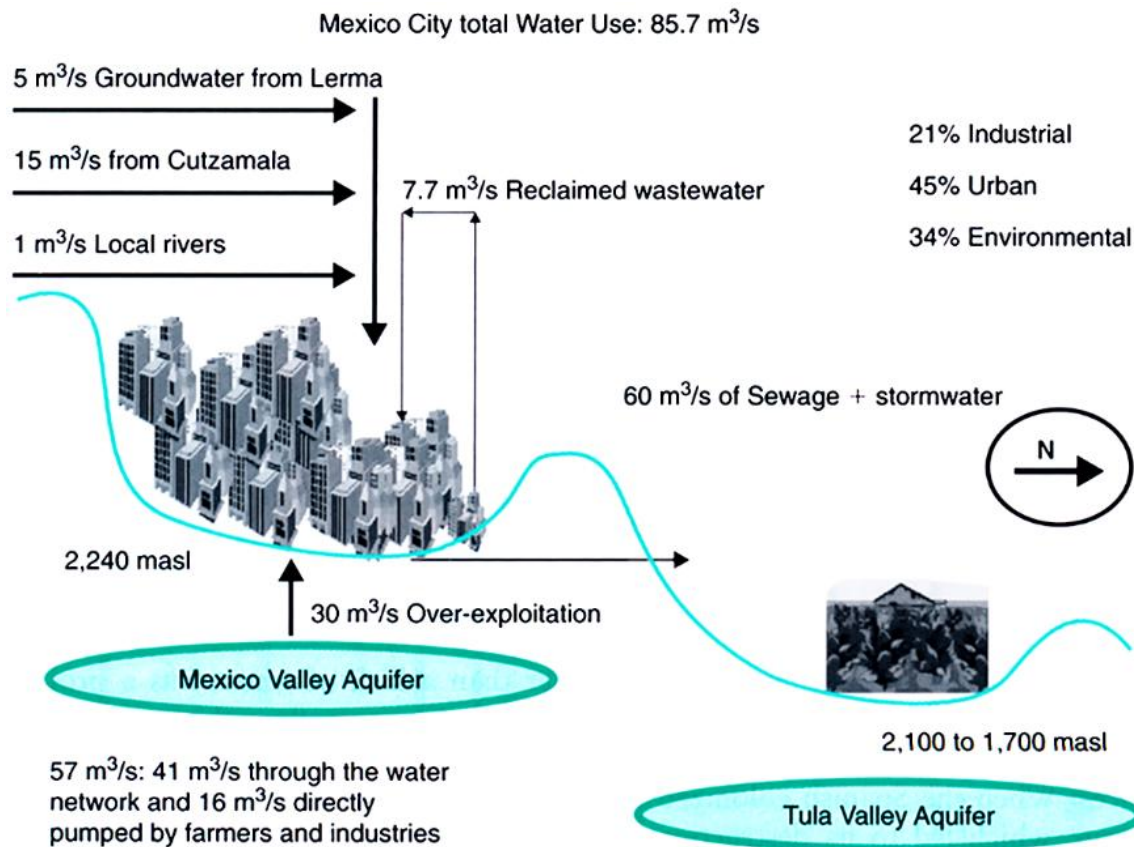 Mexico City total Water Use: 85.7 m³/s
5 m³/s Groundwater from Lerma
15 m³/s from Cutzamala
1 m³/s Local rivers
7.7 m³/s Reclaimed wastewater
21% Industrial
45% Urban
34% Environmental
60 m³/s of Sewage + stormwater
N
2,240 masl
30 m³/s Over-exploitation
Mexico Valley Aquifer
57 m³/s: 41 m³/s through the water
network and 16 m³/s directly
pumped by farmers and industries
2,100 to 1,700 masl
Tula Valley Aquifer